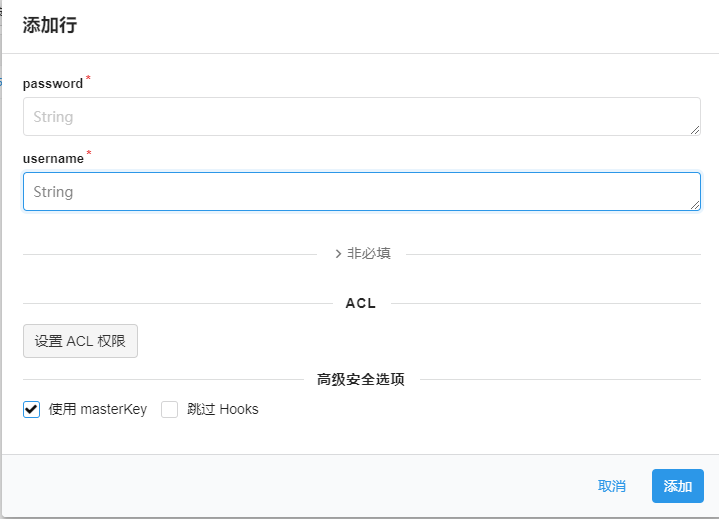 添加行
password*
String
username*
String
非必填
ACL
设置 ACL 权限
高级安全选项
使用 masterKey 跳过 Hooks
取消 添加